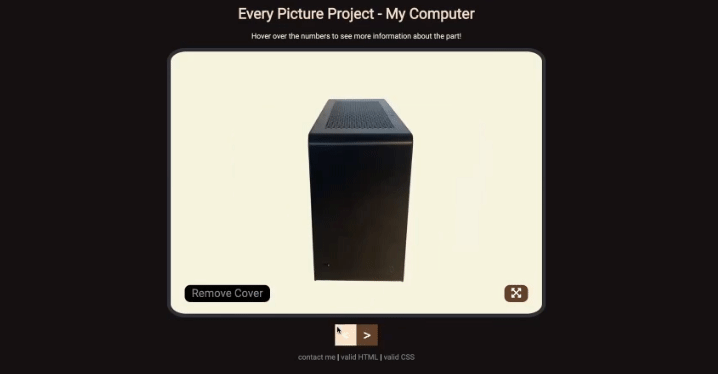 Every Picture Project - My Computer
Hover over the numbers to see more information about the part!
Remove Cover
>
contact me | valid HTML | valid CSS